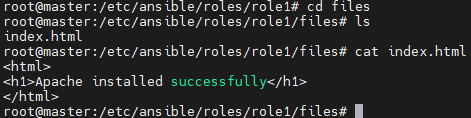 root@master:/etc/ansible/roles/role1# cd files
root@master:/etc/ansible/roles/role1/files# ls
index.html
root@master:/etc/ansible/roles/role1/files# cat index.html
<html>
<h1>Apache installed successfully</h1>
</html>
root@master:/etc/ansible/roles/role1/files#